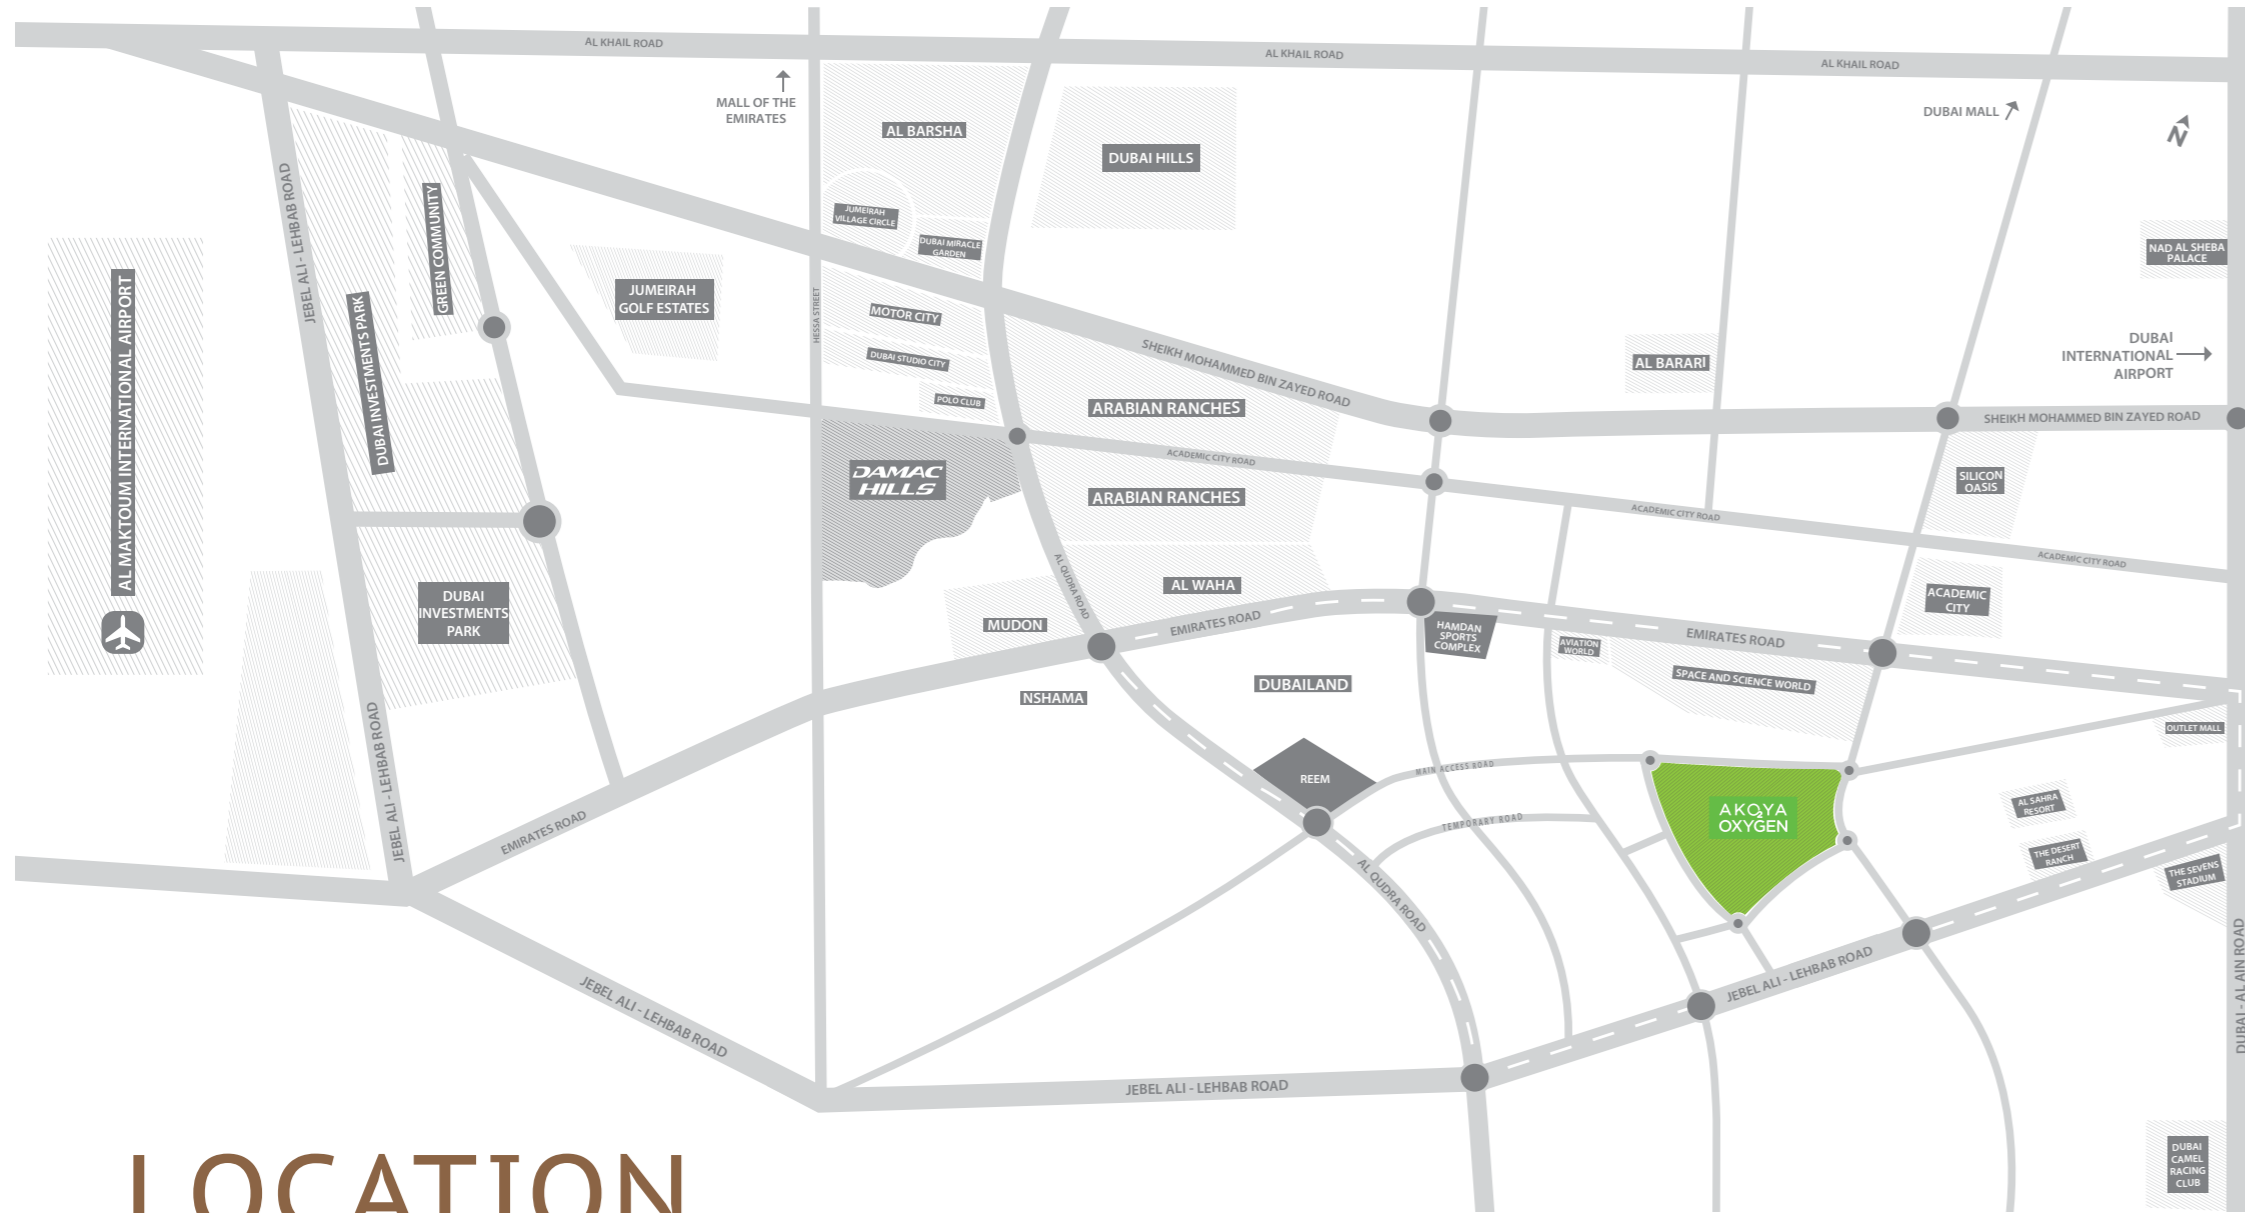 AL KHAIL ROAD
AL KHAIL ROAD
AL KHAIL ROAD
MALL OF THE
EMIRATES
DUBAI MALL
N
AL BARSHA
DUBAI HILLS
JUMEIRAH
VILLAGE CIRCLE
DUBAI MIRACLE
GARDEN
NAD AL SHEBA
PALACE
JEBEL ALI - LEHBAB ROAD
GREEN COMMUNITY
AL MAKTOUM INTERNATIONAL AIRPORT
DUBAI INVESTMENTS PARK
JUMEIRAH
GOLF ESTATES
HESSA STREET
MOTOR CITY
DUBAI STUDIO CITY
POLO CLUB
SHEIKH MOHAMMED BIN ZAYED ROAD
DUBAI
INTERNATIONAL
AIRPORT
AL BARARI
ARABIAN RANCHES
SHEIKH MOHAMMED BIN ZAYED ROAD
ACADEMIC CITY ROAD
DAMAC
HILLS
ARABIAN RANCHES
SILICON
OASIS
ACADEMIC CITY ROAD
ACADEMIC CITY ROAD
AL QUDRA ROAD
AL WAHA
DUBAI
INVESTMENTS
PARK
ACADEMIC
CITY
MUDON
EMIRATES ROAD
HAMDAN
SPORTS
COMPLEX
EMIRATES ROAD
AVIATION
WORLD
SPACE AND SCIENCE WORLD
NSHAMA
DUBAILAND
OUTLET MALL
JEBEL ALI - LEHBAB ROAD
REEM
MAIN ACCESS ROAD
TEMPORARY ROAD
AKO2YA
OXYGEN
AL SAHRA
RESORT
THE DESERT
RANCH
THE SEVENS
STADIUM
EMIRATES ROAD
AL QUDRA ROAD
DUBAI - AL AIN ROAD
JEBEL ALI - LEHBAB ROAD
JEBEL ALI - LEHBAB ROAD
JEBEL ALI - LEHBAB ROAD
DUBAI
CAMEL
RACING
CLUB
LOCATION